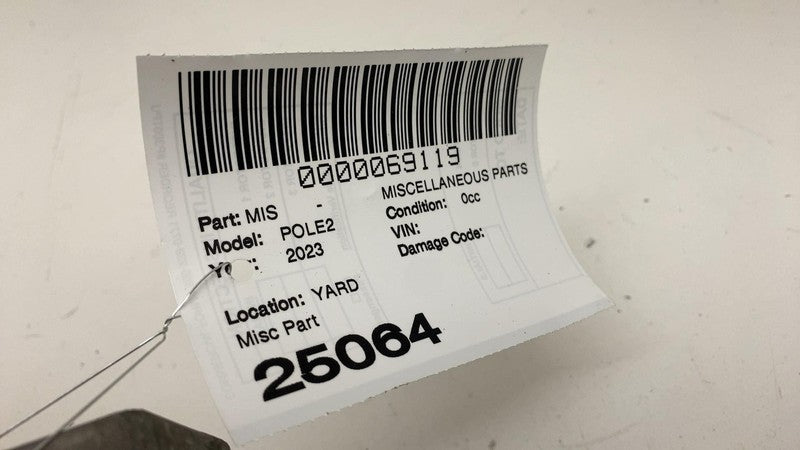 0000069119
Part: MIS - MISCELLANEOUS PARTS
Model: POLE2 Condition: 0cc
2023 VIN:
Damage Code:
Location: YARD
Misc Part
25064